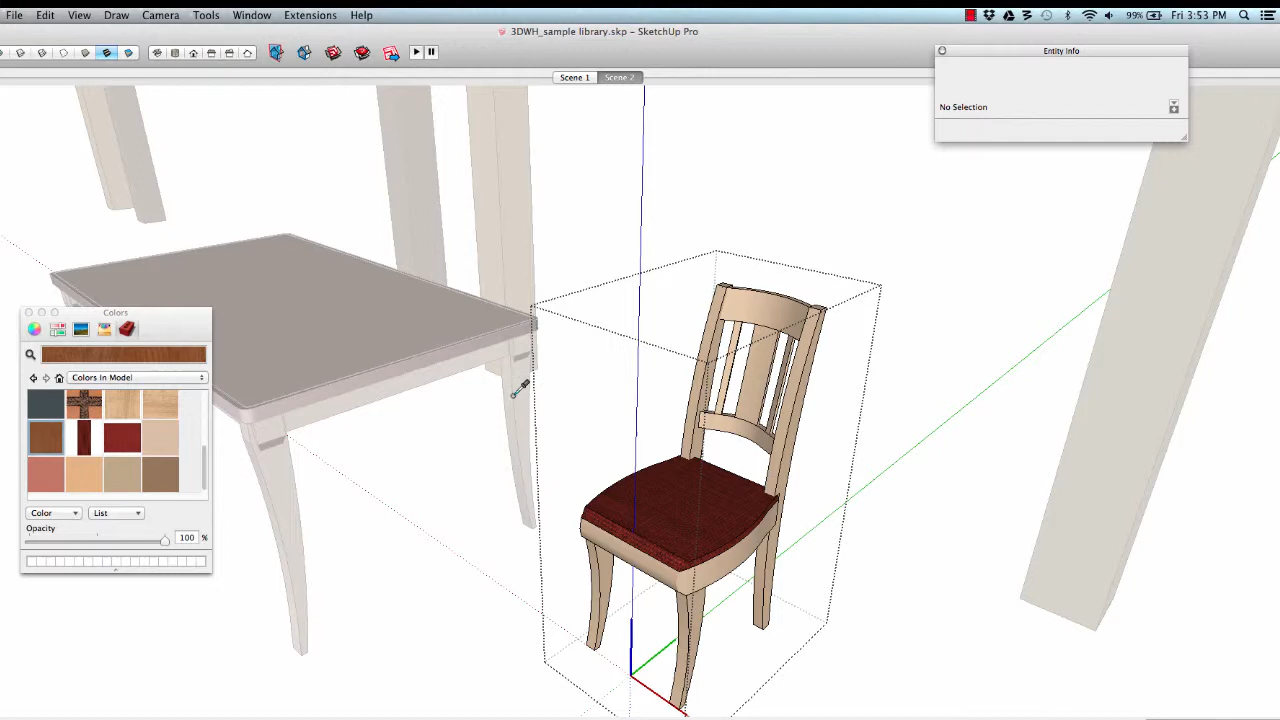 File Edit View Draw Camera Tools Window Extensions Help 99% Fri 3:53 PM
3DWH_sample library.skp – SketchUp Pro
Scene 1 Scene 2
Entity Info
No Selection
Colors
Colors In Model
Color List
Opacity
100 %